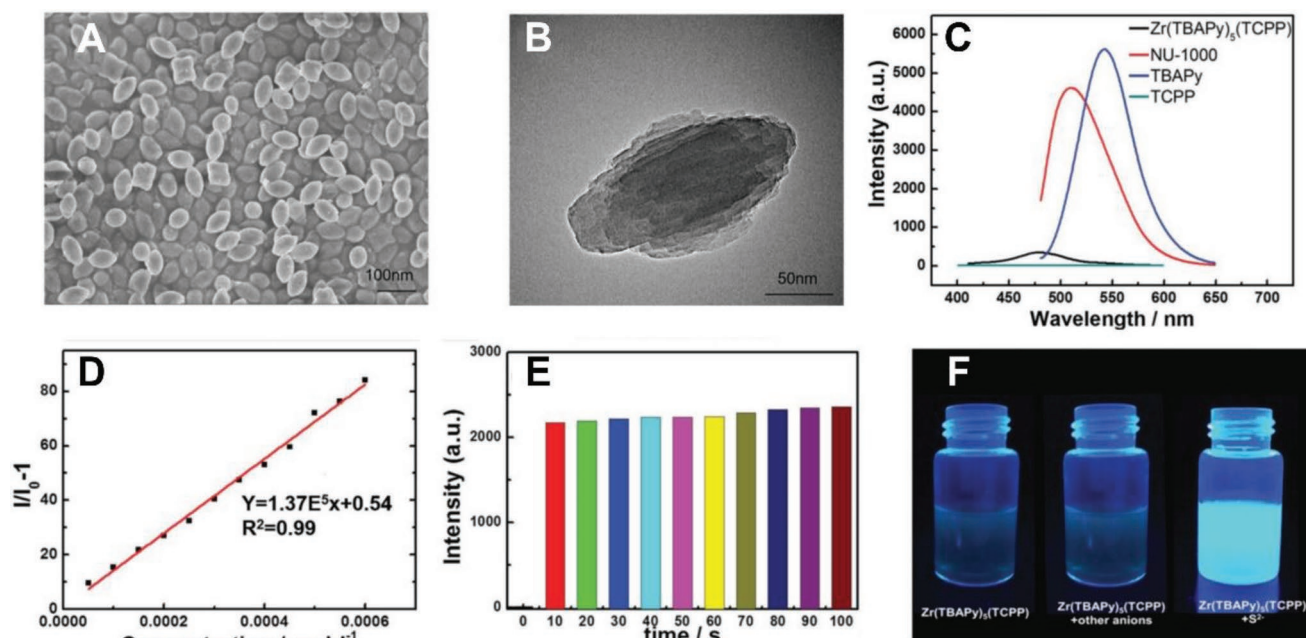 A
100nm
B
50nm
C
Zr(TBAPy)₅(TCPP)
NU-1000
TBAPy
TCPP
6000
5000
4000
3000
2000
1000
0
Intensity (a.u.)
400 450 500 550 600 650 700
Wavelength / nm
D
80
60
40
20
0
I/I₀-1
Y=1.37E⁵x+0.54
R²=0.99
0.0000 0.0002 0.0004 0.0006
E
3000
2000
1000
0
Intensity (a.u.)
0 10 20 30 40 50 60 70 80 90 100
time / s
F
Zr(TBAPy)₅(TCPP)
Zr(TBAPy)₅(TCPP)
+other anions
Zr(TBAPy)₅(TCPP)
+S²⁻